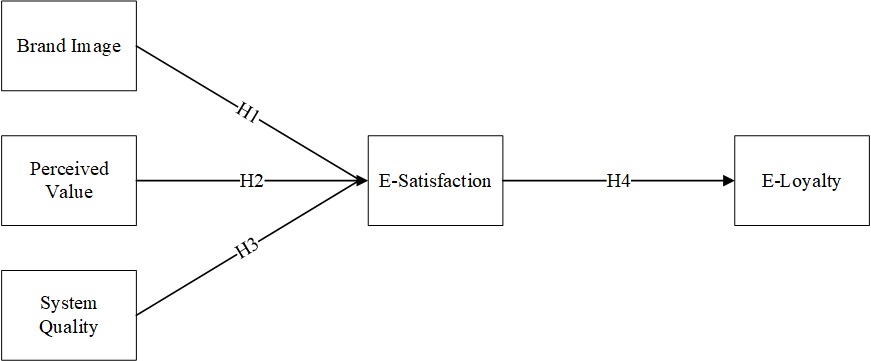 Brand Image
H1
Perceived
Value
H2
E-Satisfaction
H4
E-Loyalty
H3
System
Quality